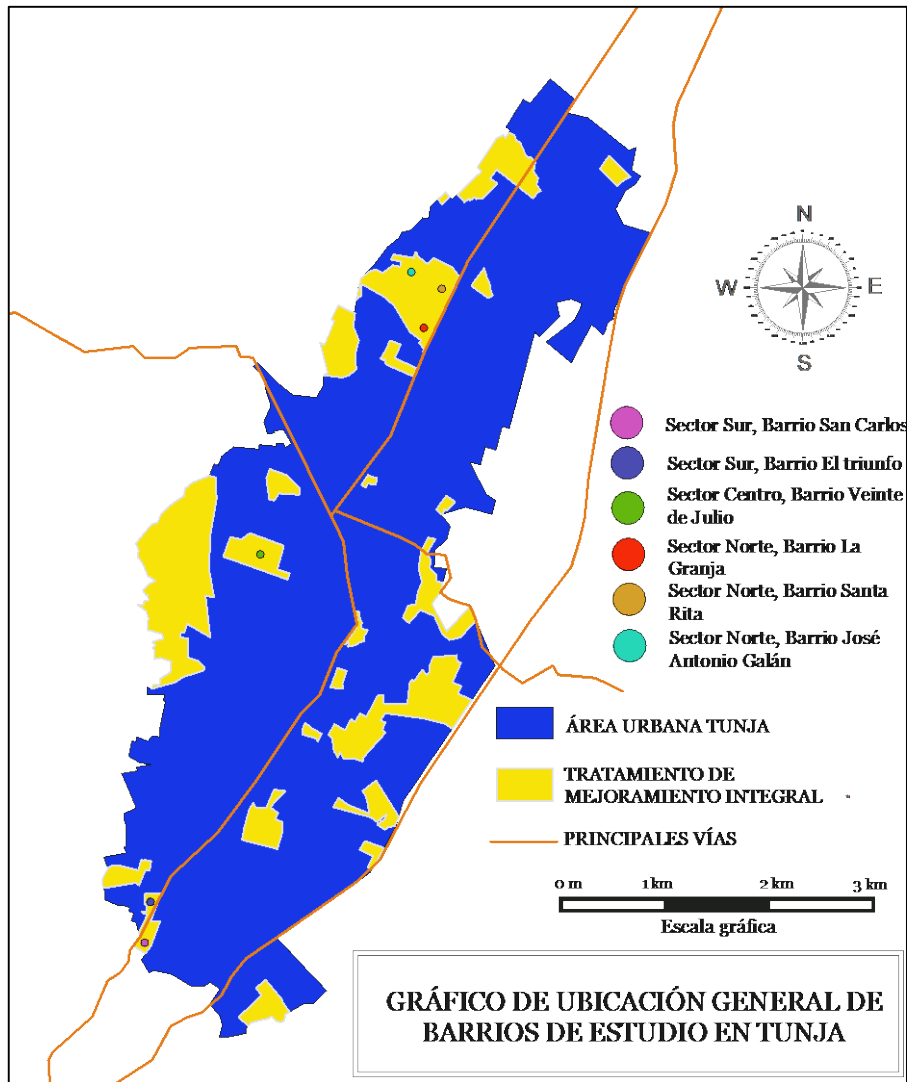 N
W
E
S
Sector Sur, Barrio San Carlos
Sector Sur, Barrio El triunfo
Sector Centro, Barrio Veinte
de Julio
Sector Norte, Barrio La
Granja
Sector Norte, Barrio Santa
Rita
Sector Norte, Barrio José
Antonio Galán
ÁREA URBANA TUNJA
TRATAMIENTO DE
MEJORAMIENTO INTEGRAL
PRINCIPALES VÍAS
0 m 1 km 2 km 3 km
Escala gráfica
GRÁFICO DE UBICACIÓN GENERAL DE
BARRIOS DE ESTUDIO EN TUNJA